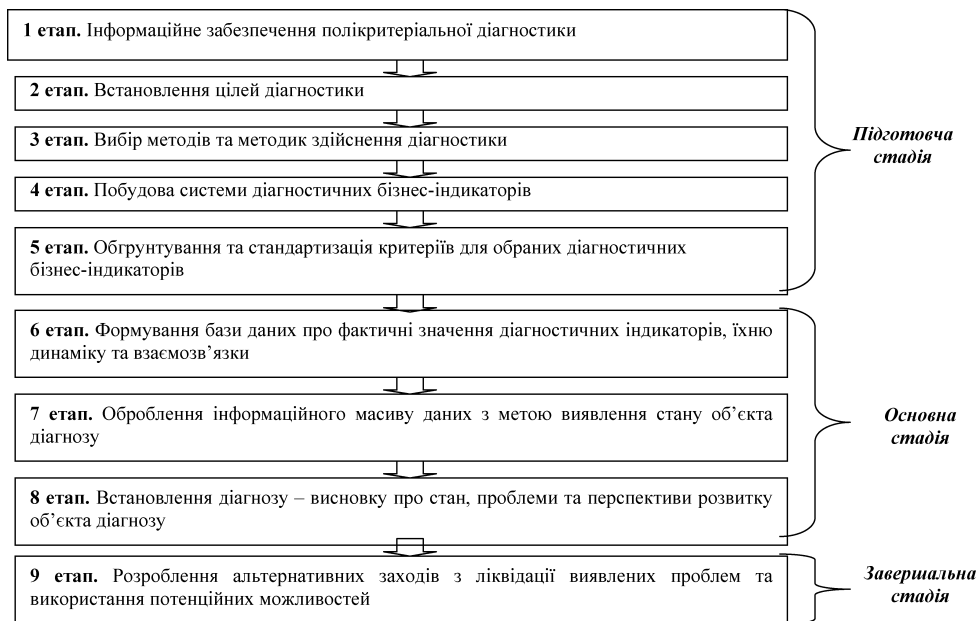 1 етап. Інформаційне забезпечення полікритеріальної діагностики
2 етап. Встановлення цілей діагностики
3 етап. Вибір методів та методик здійснення діагностики
4 етап. Побудова системи діагностичних бізнес-індикаторів
5 етап. Обгрунтування та стандартизація критеріїв для обраних діагностичних
бізнес-індикаторів
Підготовча
стадія
6 етап. Формування бази даних про фактичні значення діагностичних індикаторів, їхню
динаміку та взаємозв’язки
7 етап. Оброблення інформаційного масиву даних з метою виявлення стану об’єкта
діагнозу
8 етап. Встановлення діагнозу – висновку про стан, проблеми та перспективи розвитку
об’єкта діагнозу
Основна
стадія
9 етап. Розроблення альтернативних заходів з ліквідації виявлених проблем та
використання потенційних можливостей
Завершальна
стадія